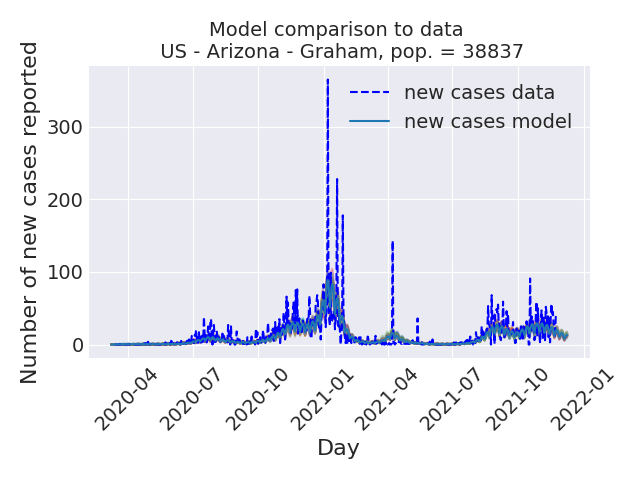 Model comparison to data
US - Arizona - Graham, pop. = 38837
Number of new cases reported
new cases data
new cases model
300
200
100
0
2020-04
2020-07
2020-10
2021-01
2021-04
2021-07
2021-10
2022-01
Day